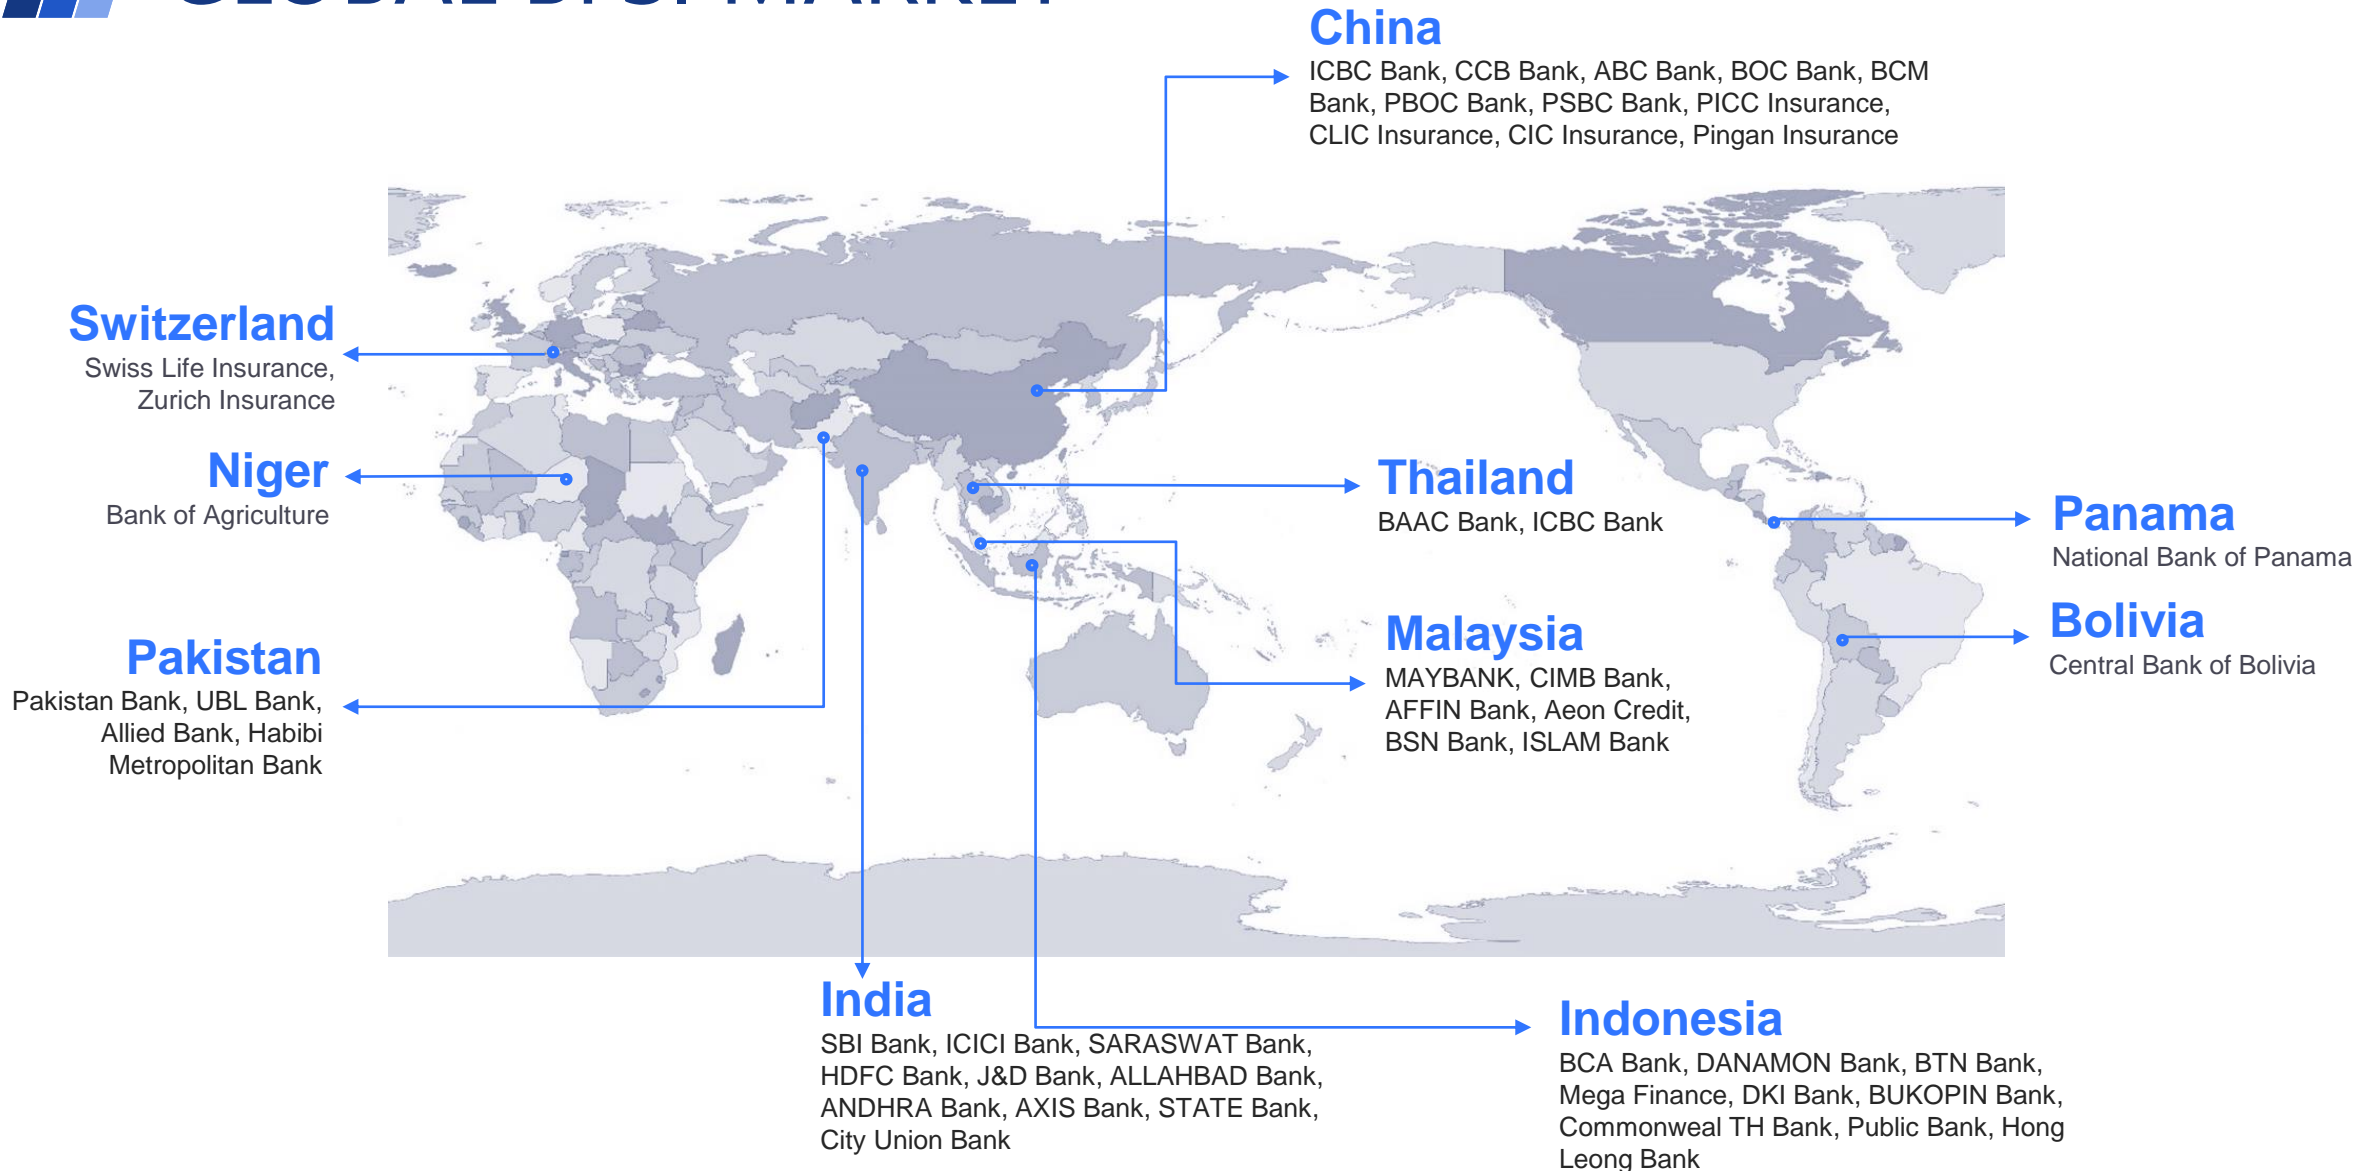 GLOBAL BFSI MARKET
China
ICBC Bank, CCB Bank, ABC Bank, BOC Bank, BCM
Bank, PBOC Bank, PSBC Bank, PICC Insurance,
CLIC Insurance, CIC Insurance, Pingan Insurance
Switzerland
Swiss Life Insurance,
Zurich Insurance
Niger
Bank of Agriculture
Thailand
BAAC Bank, ICBC Bank
Panama
National Bank of Panama
Pakistan
Pakistan Bank, UBL Bank,
Allied Bank, Habibi
Metropolitan Bank
Malaysia
MAYBANK, CIMB Bank,
AFFIN Bank, Aeon Credit,
BSN Bank, ISLAM Bank
Bolivia
Central Bank of Bolivia
India
SBI Bank, ICICI Bank, SARASWAT Bank,
HDFC Bank, J&D Bank, ALLAHBAD Bank,
ANDHRA Bank, AXIS Bank, STATE Bank,
City Union Bank
Indonesia
BCA Bank, DANAMON Bank, BTN Bank,
Mega Finance, DKI Bank, BUKOPIN Bank,
Commonweal TH Bank, Public Bank, Hong
Leong Bank